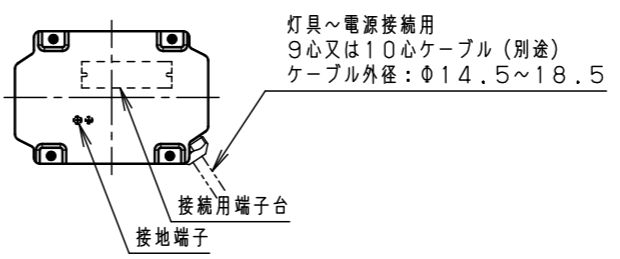 灯具～電源接続用
９心又は１０心ケーブル（別途）
ケーブル外径：Φ１４．５～１８．５
接続用端子台
接地端子